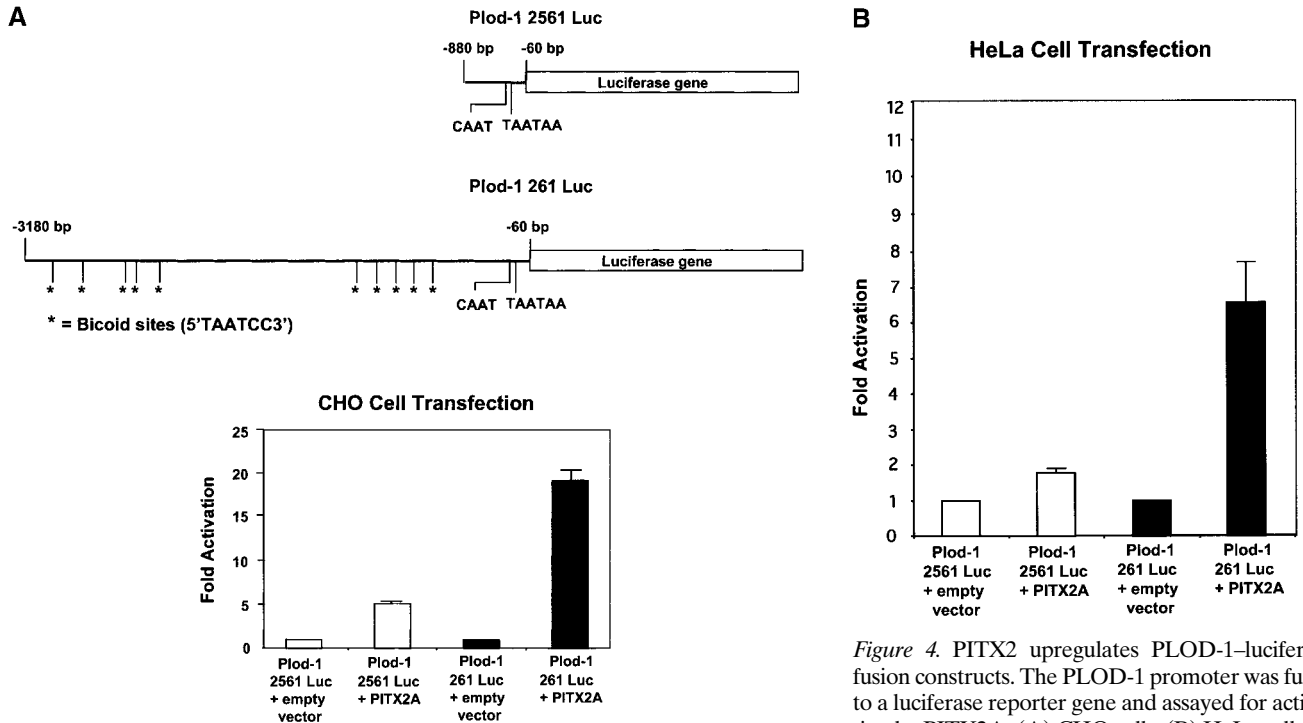 A
Plod-1 2561 Luc
-880 bp
-60 bp
Luciferase gene
CAAT
TAATAA
Plod-1 261 Luc
-3180 bp
-60 bp
Luciferase gene
* * * * * * * * * *
CAAT
TAATAA
* = Bicoid sites (5'TAATCC3')
CHO Cell Transfection
Fold Activation
25
20
15
10
5
0
Plod-1
2561 Luc
+ empty
vector
Plod-1
2561 Luc
+ PITX2A
Plod-1
261 Luc
+ empty
vector
Plod-1
261 Luc
+ PITX2A
B
HeLa Cell Transfection
Fold Activation
12
11
10
9
8
7
6
5
4
3
2
1
0
Plod-1
2561 Luc
+ empty
vector
Plod-1
2561 Luc
+ PITX2A
Plod-1
261 Luc
+ empty
vector
Plod-1
261 Luc
+ PITX2A
Figure 4. PITX2 upregulates PLOD-1–lucifer
fusion constructs. The PLOD-1 promoter was fu
to a luciferase reporter gene and assayed for acti